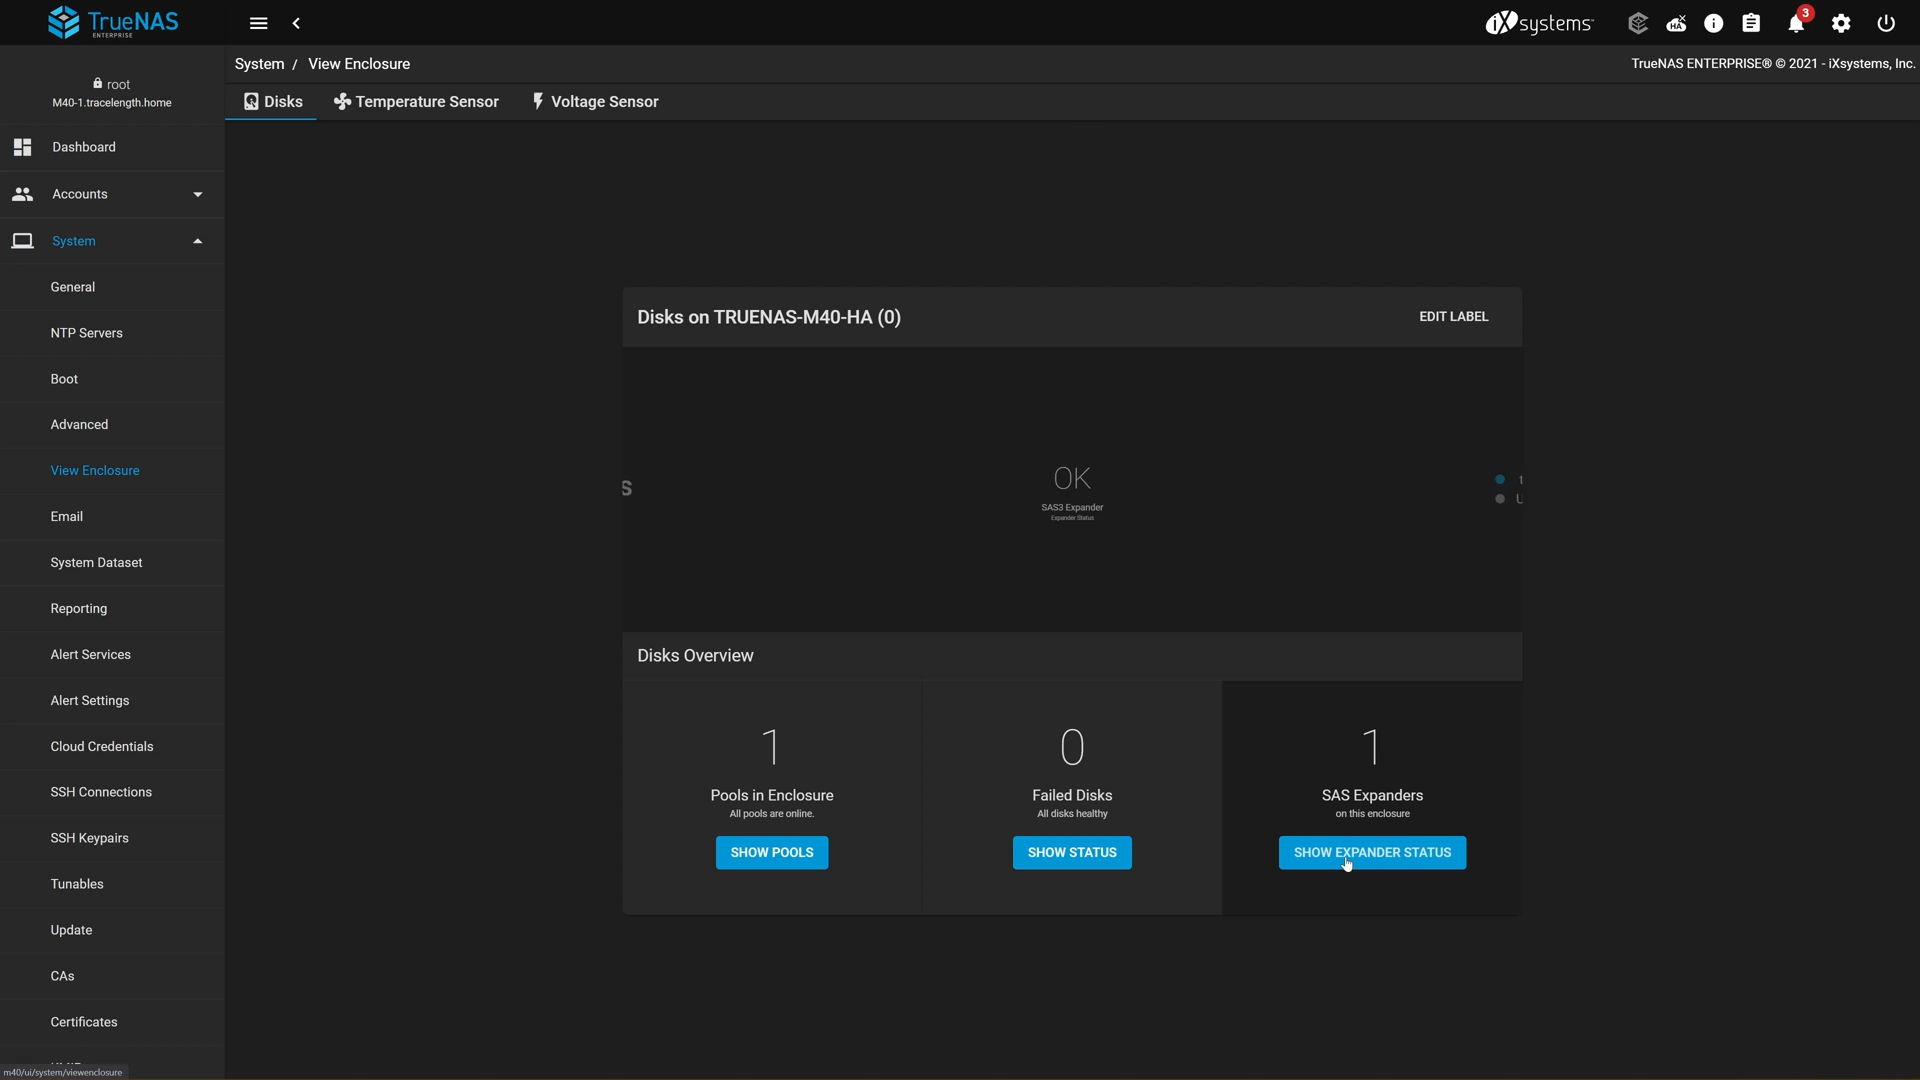 TrueNAS
ENTERPRISE
iXsystems
HA
3
root
M40-1.tracelength.home
System / View Enclosure
TrueNAS ENTERPRISE® © 2021 - iXsystems, Inc.
Disks
Temperature Sensor
Voltage Sensor
Dashboard
Accounts
System
General
NTP Servers
Boot
Advanced
View Enclosure
Email
System Dataset
Reporting
Alert Services
Alert Settings
Cloud Credentials
SSH Connections
SSH Keypairs
Tunables
Update
CAs
Certificates
m40/ui/system/viewenclosure
Disks on TRUENAS-M40-HA (0)
EDIT LABEL
s
OK
SAS3 Expander
Expander Status
t
U
Disks Overview
1
Pools in Enclosure
All pools are online.
SHOW POOLS
0
Failed Disks
All disks healthy
SHOW STATUS
1
SAS Expanders
on this enclosure
SHOW EXPANDER STATUS